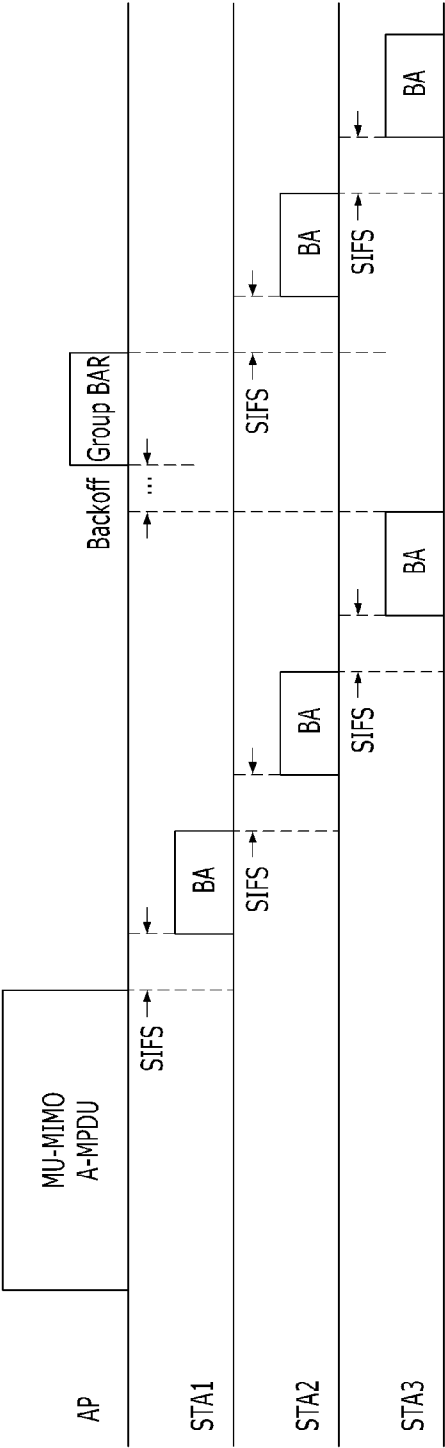 AP
MU-MIMO
A-MPDU
Backoff
Group BAR
...
SIFS
STA1
BA
SIFS
SIFS
STA2
BA
BA
SIFS
SIFS
STA3
BA
BA